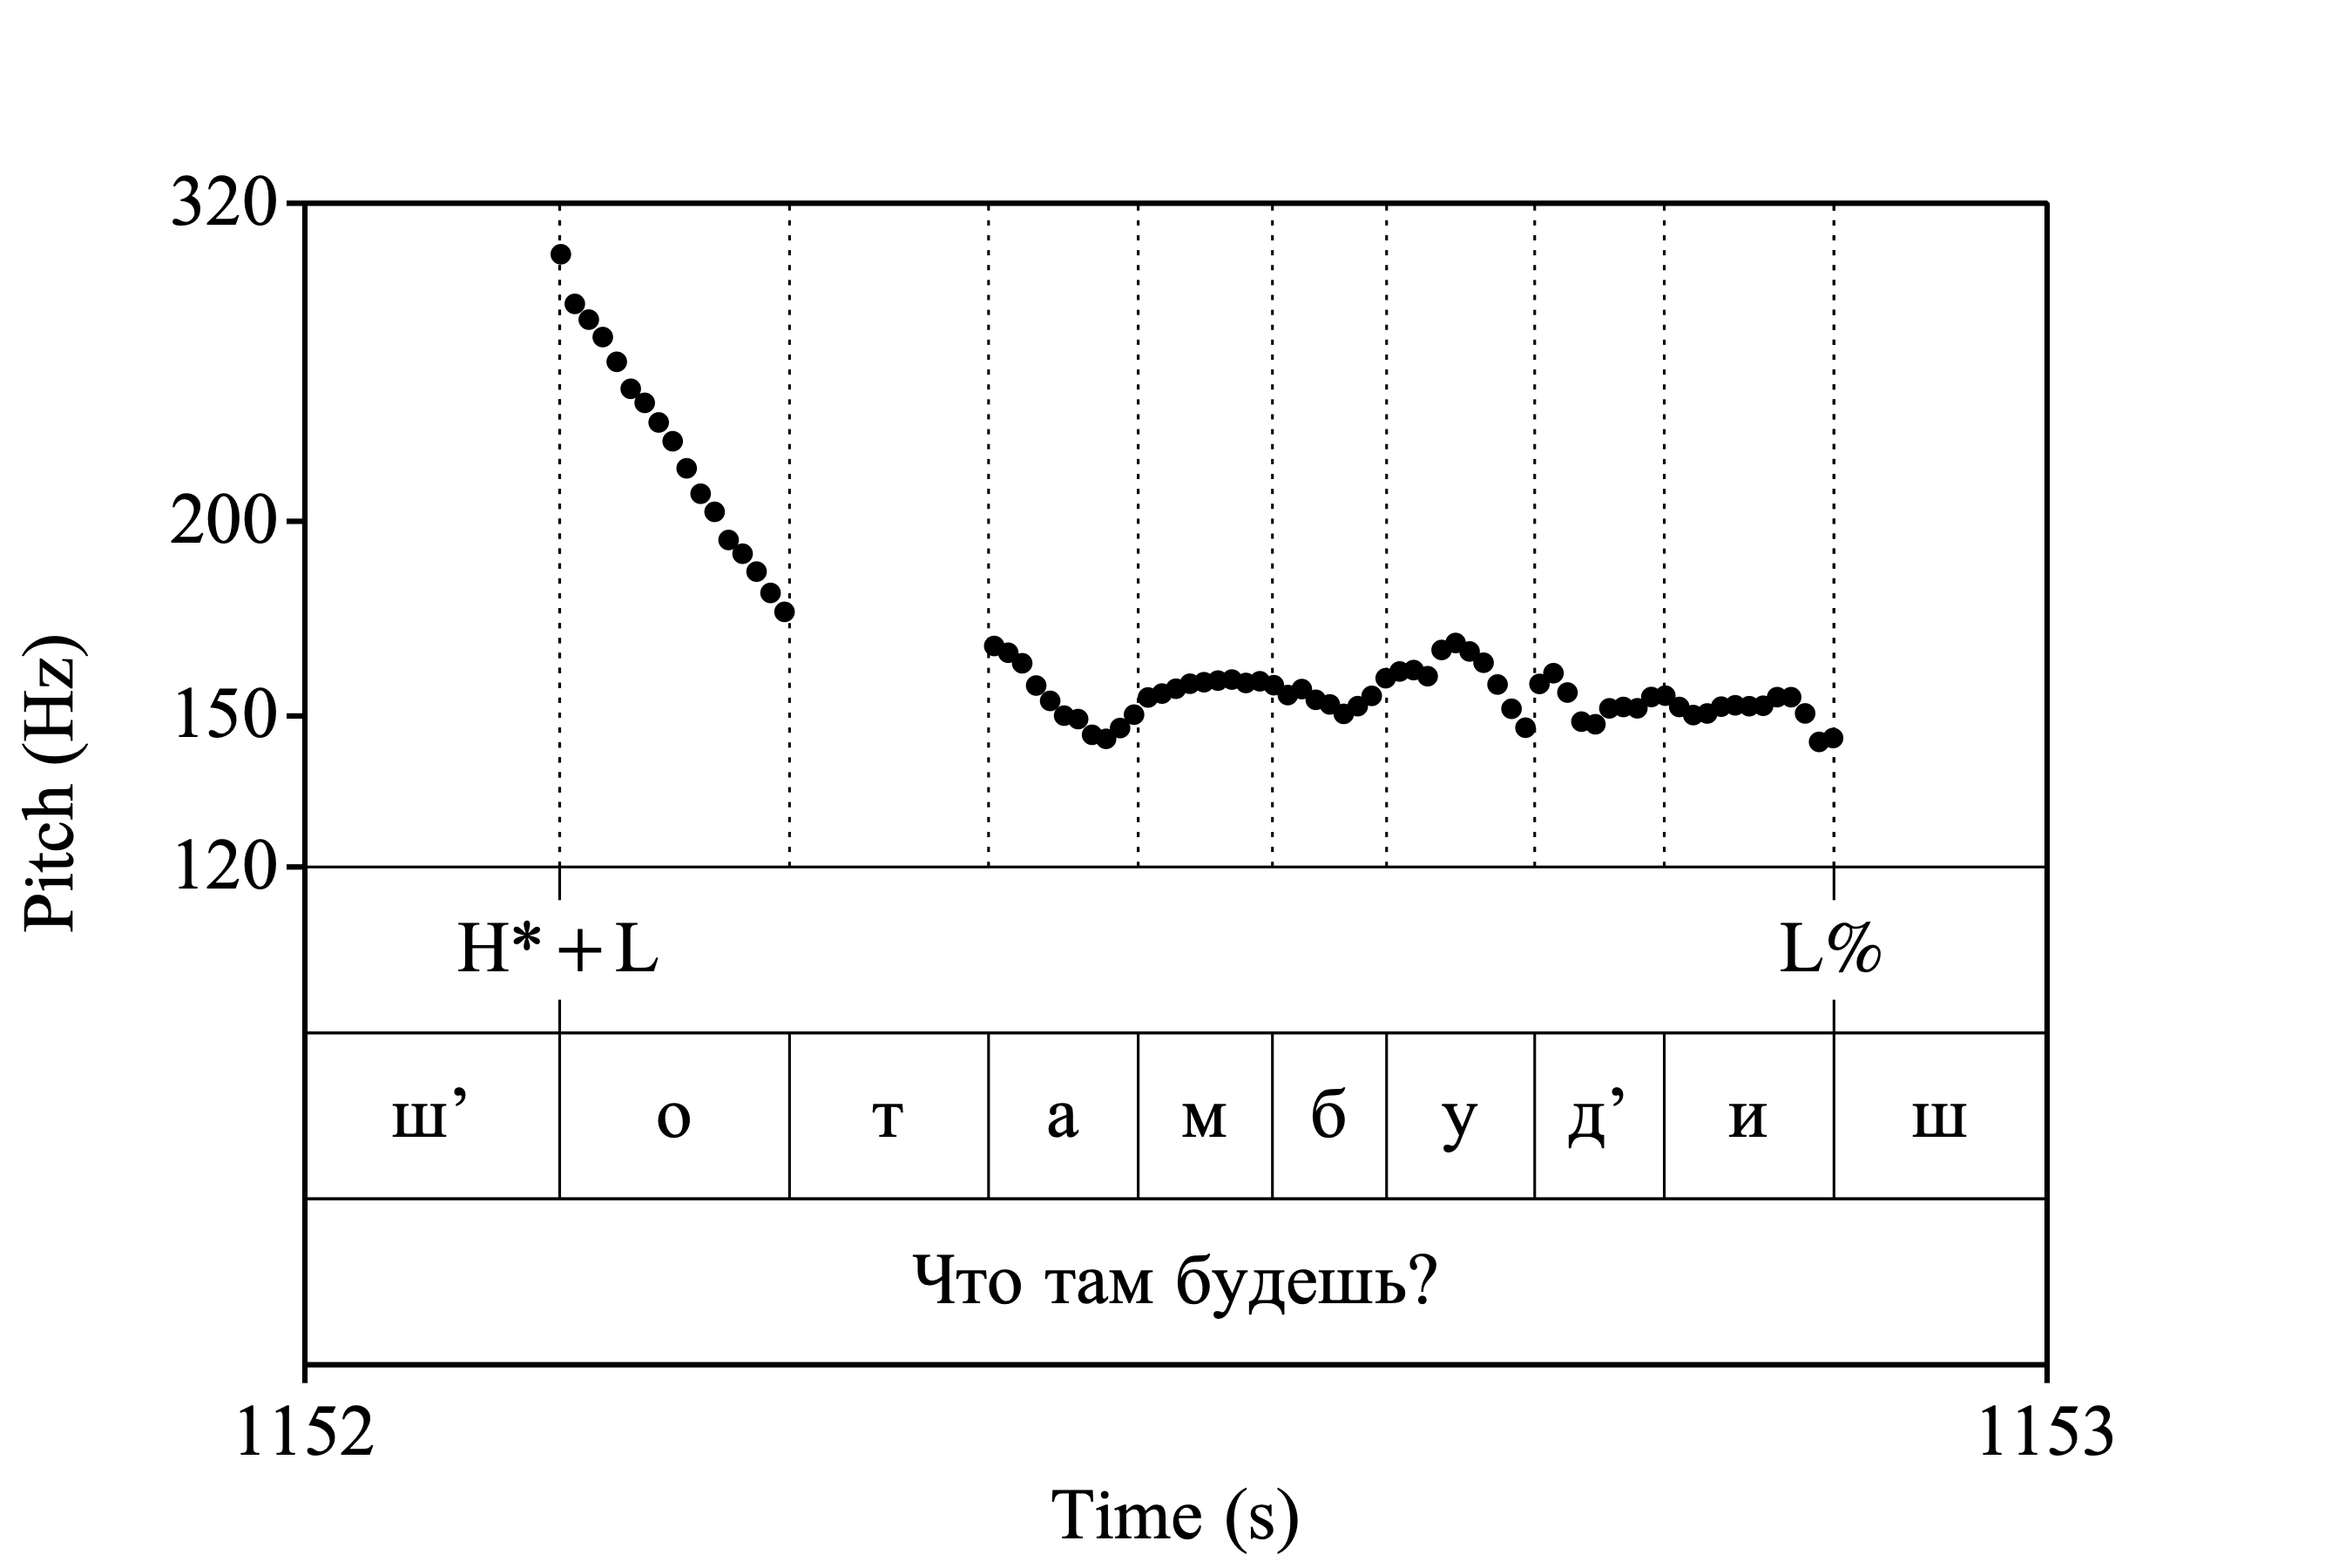 320
200
150
120
Pitch (Hz)
H*+L L%
ш’ о т а м б у д’ и ш
Что там будешь?
1152 1153
Time (s)